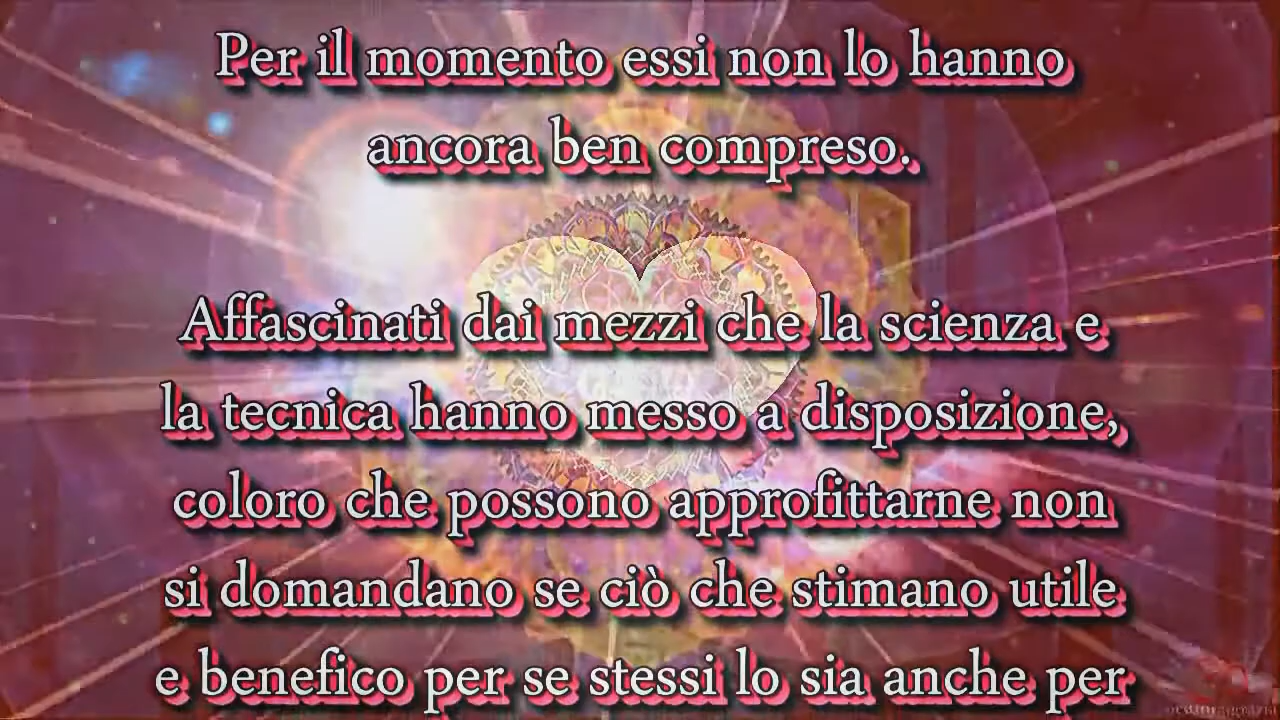 Per il momento essi non lo hanno
ancora ben compreso.
Affascinati dai mezzi che la scienza e
la tecnica hanno messo a disposizione,
coloro che possono approfittarne non
si domandano se ciò che stimano utile
e benefico per se stessi lo sia anche per